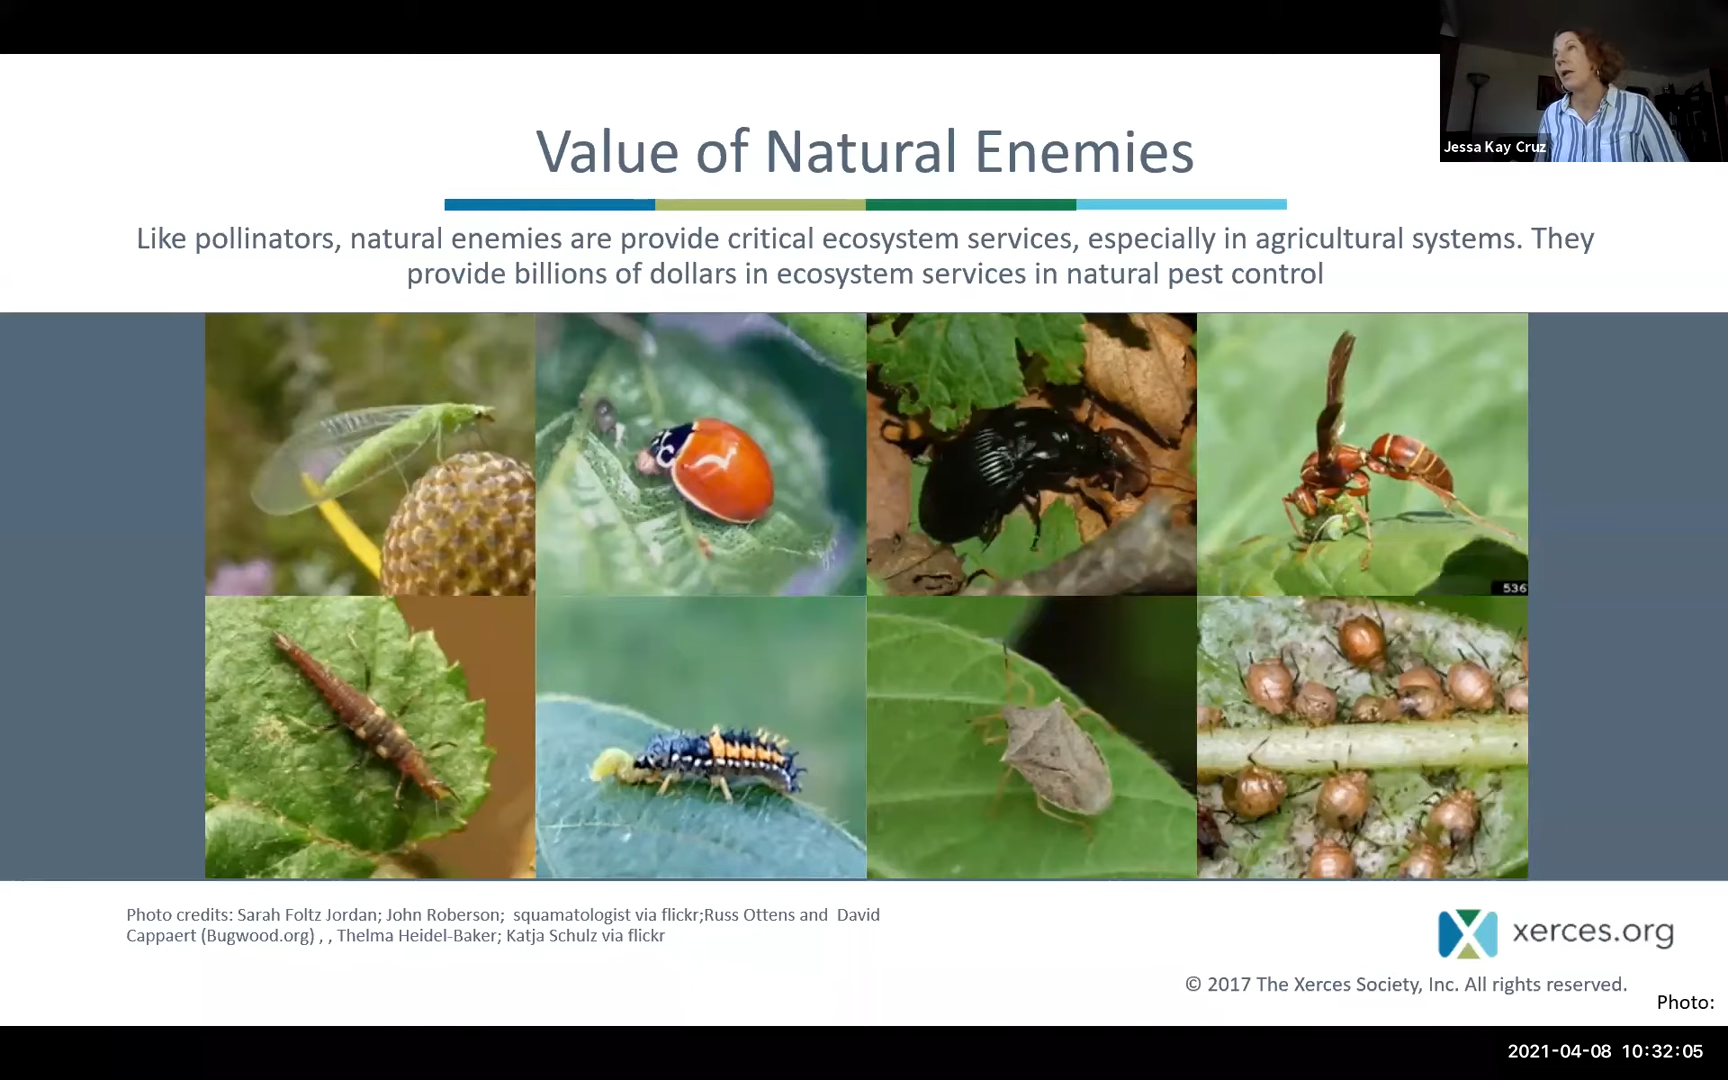 Jessa Kay Cruz
Value of Natural Enemies
Like pollinators, natural enemies are provide critical ecosystem services, especially in agricultural systems. They
provide billions of dollars in ecosystem services in natural pest control
536
Photo credits: Sarah Foltz Jordan; John Roberson;  squamatologist via flickr;Russ Ottens and  David
Cappaert (Bugwood.org) , , Thelma Heidel-Baker; Katja Schulz via flickr
xerces.org
© 2017 The Xerces Society, Inc. All rights reserved.
Photo:
2021-04-08 10:32:05